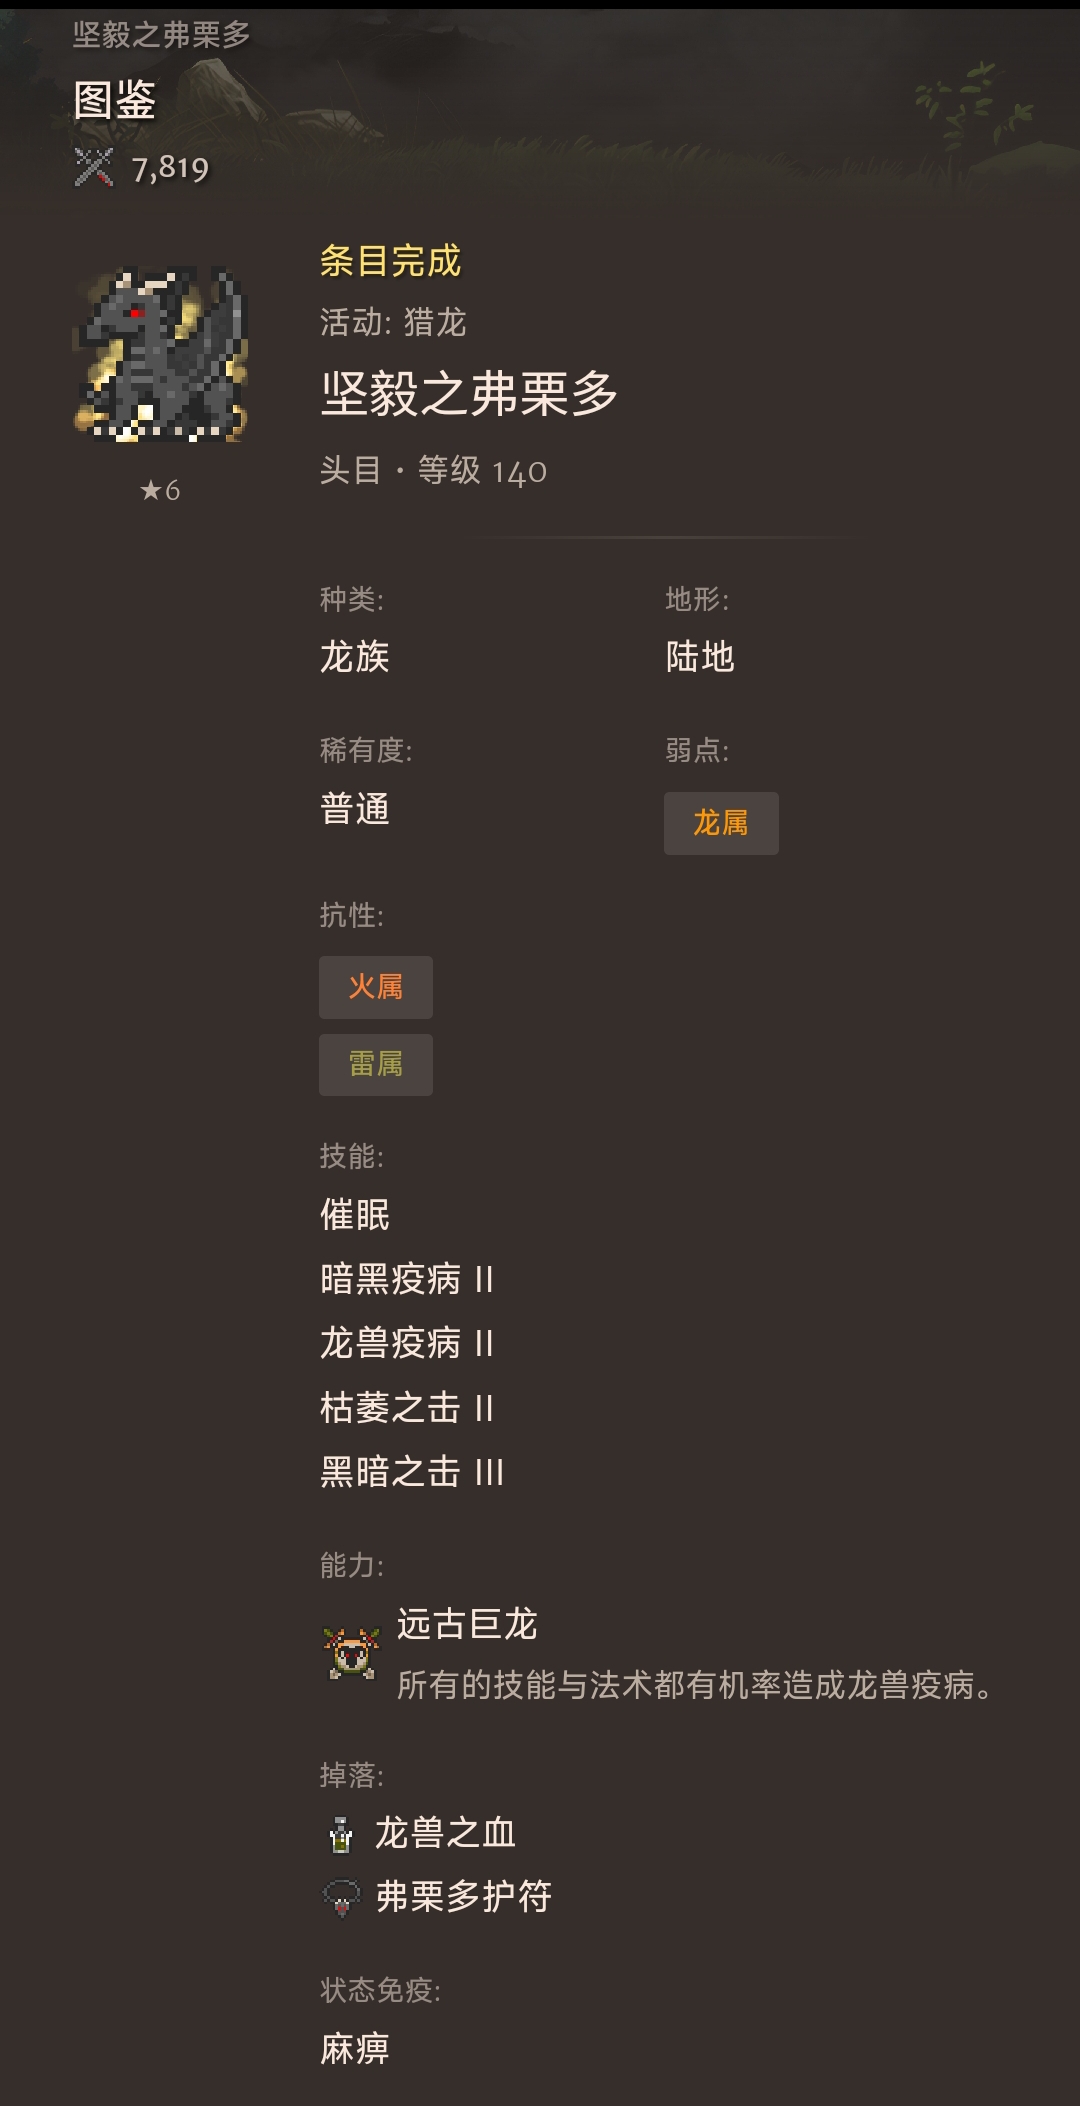 坚毅之弗栗多
图鉴
7,819
条目完成
活动: 猎龙
坚毅之弗栗多
★6
头目 · 等级 140
种类:
龙族
地形:
陆地
稀有度:
普通
弱点:
龙属
抗性:
火属
雷属
技能:
催眠
暗黑疫病 II
龙兽疫病 II
枯萎之击 II
黑暗之击 III
能力:
远古巨龙
所有的技能与法术都有机率造成龙兽疫病。
掉落:
龙兽之血
弗栗多护符
状态免疫:
麻痹